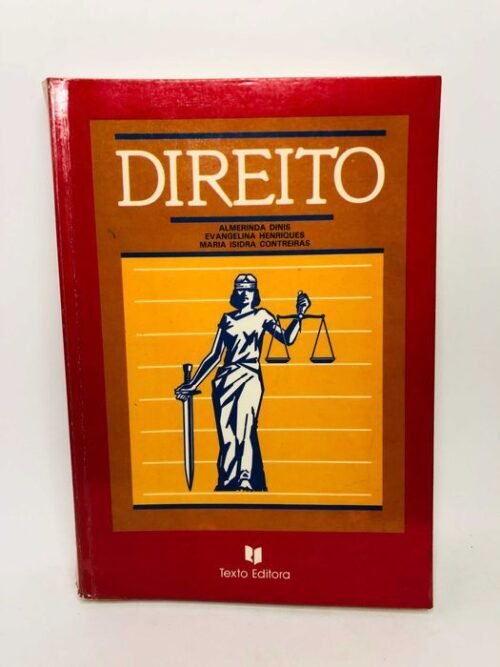 DIREITO
ALMERINDA DINIS
EVANGELINA HENRIQUES
MARIA ISIDRA CONTREIRAS
Texto Editora